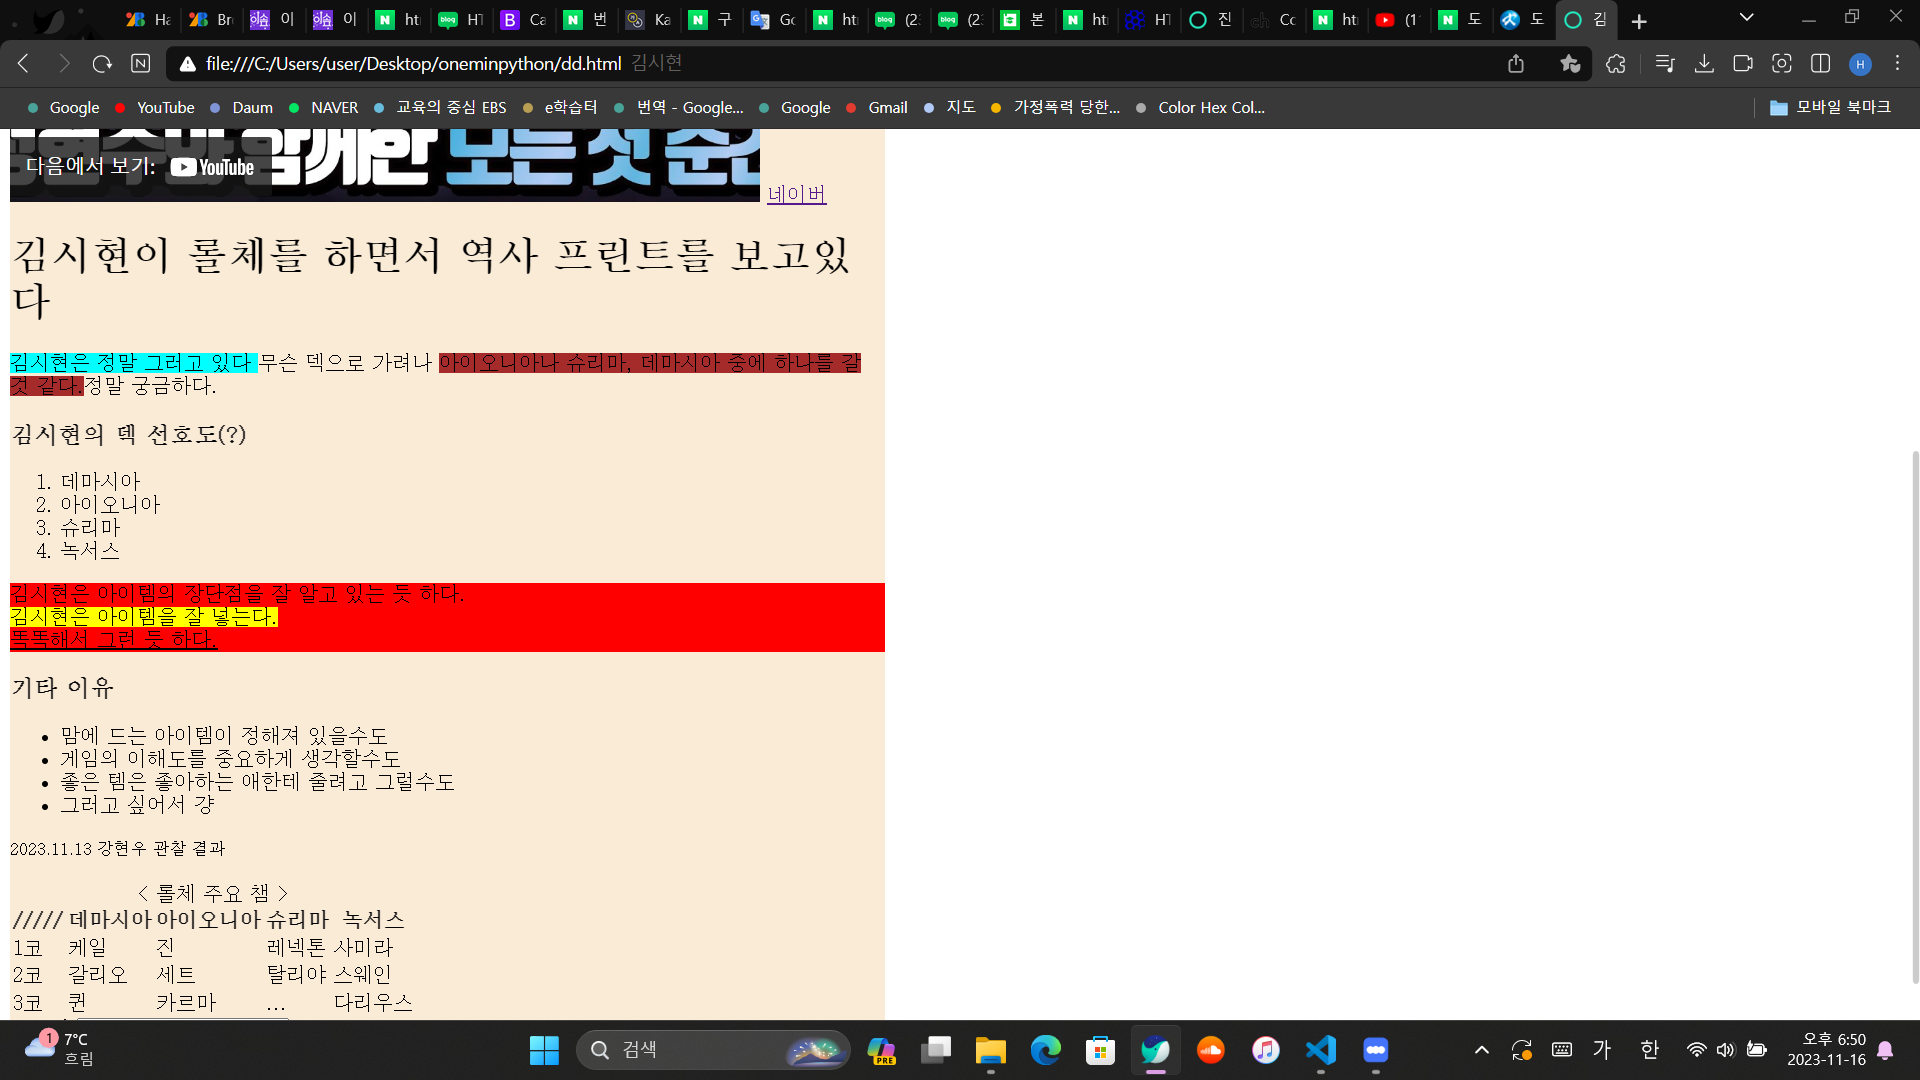 Ha
Br
이
이
htt
HT
Ca
번
Ka
구
Go
htt
(23
(23
본
htt
HT
진
Co
htt
(1
도
도
김
file:///C:/Users/user/Desktop/oneminpython/dd.html 김시현
Google YouTube Daum NAVER 교육의 중심 EBS e학습터 번역 - Google... Google Gmail 지도 가정폭력 당한... Color Hex Col... 모바일 북마크
함께한 모든 첫 순간
다음에서 보기: YouTube
네이버
김시현이 롤체를 하면서 역사 프린트를 보고있
다
김시현은 정말 그러고 있다 무슨 덱으로 가려나 아이오니아나 슈리마, 데마시아 중에 하나를 갈
것 같다.정말 궁금하다.
김시현의 덱 선호도(?)
1. 데마시아
2. 아이오니아
3. 슈리마
4. 녹서스
김시현은 아이템의 장단점을 잘 알고 있는 듯 하다.
김시현은 아이템을 잘 넣는다.
똑똑해서 그런 듯 하다.
기타 이유
• 맘에 드는 아이템이 정해져 있을수도
• 게임의 이해도를 중요하게 생각할수도
• 좋은 템은 좋아하는 애한테 줄려고 그럴수도
• 그러고 싶어서 걍
2023.11.13 강현우 관찰 결과
< 롤체 주요 챔 >
///// 데마시아 아이오니아 슈리마 녹서스
1코 케일 진 레넥톤 사미라
2코 갈리오 세트 탈리야 스웨인
3코 퀸 카르마 ... 다리우스
1
7°C
흐림
검색
PRE
가
한
오후 6:50
2023-11-16